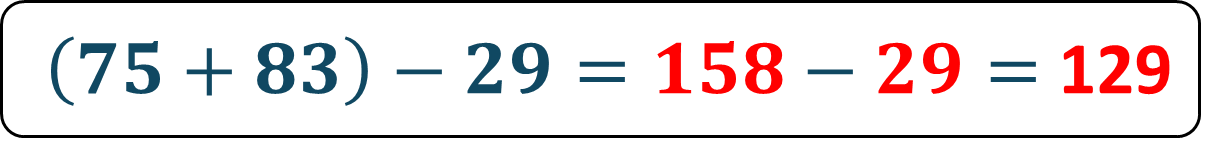 (75 + 83) − 29 = 158 − 29 = 129